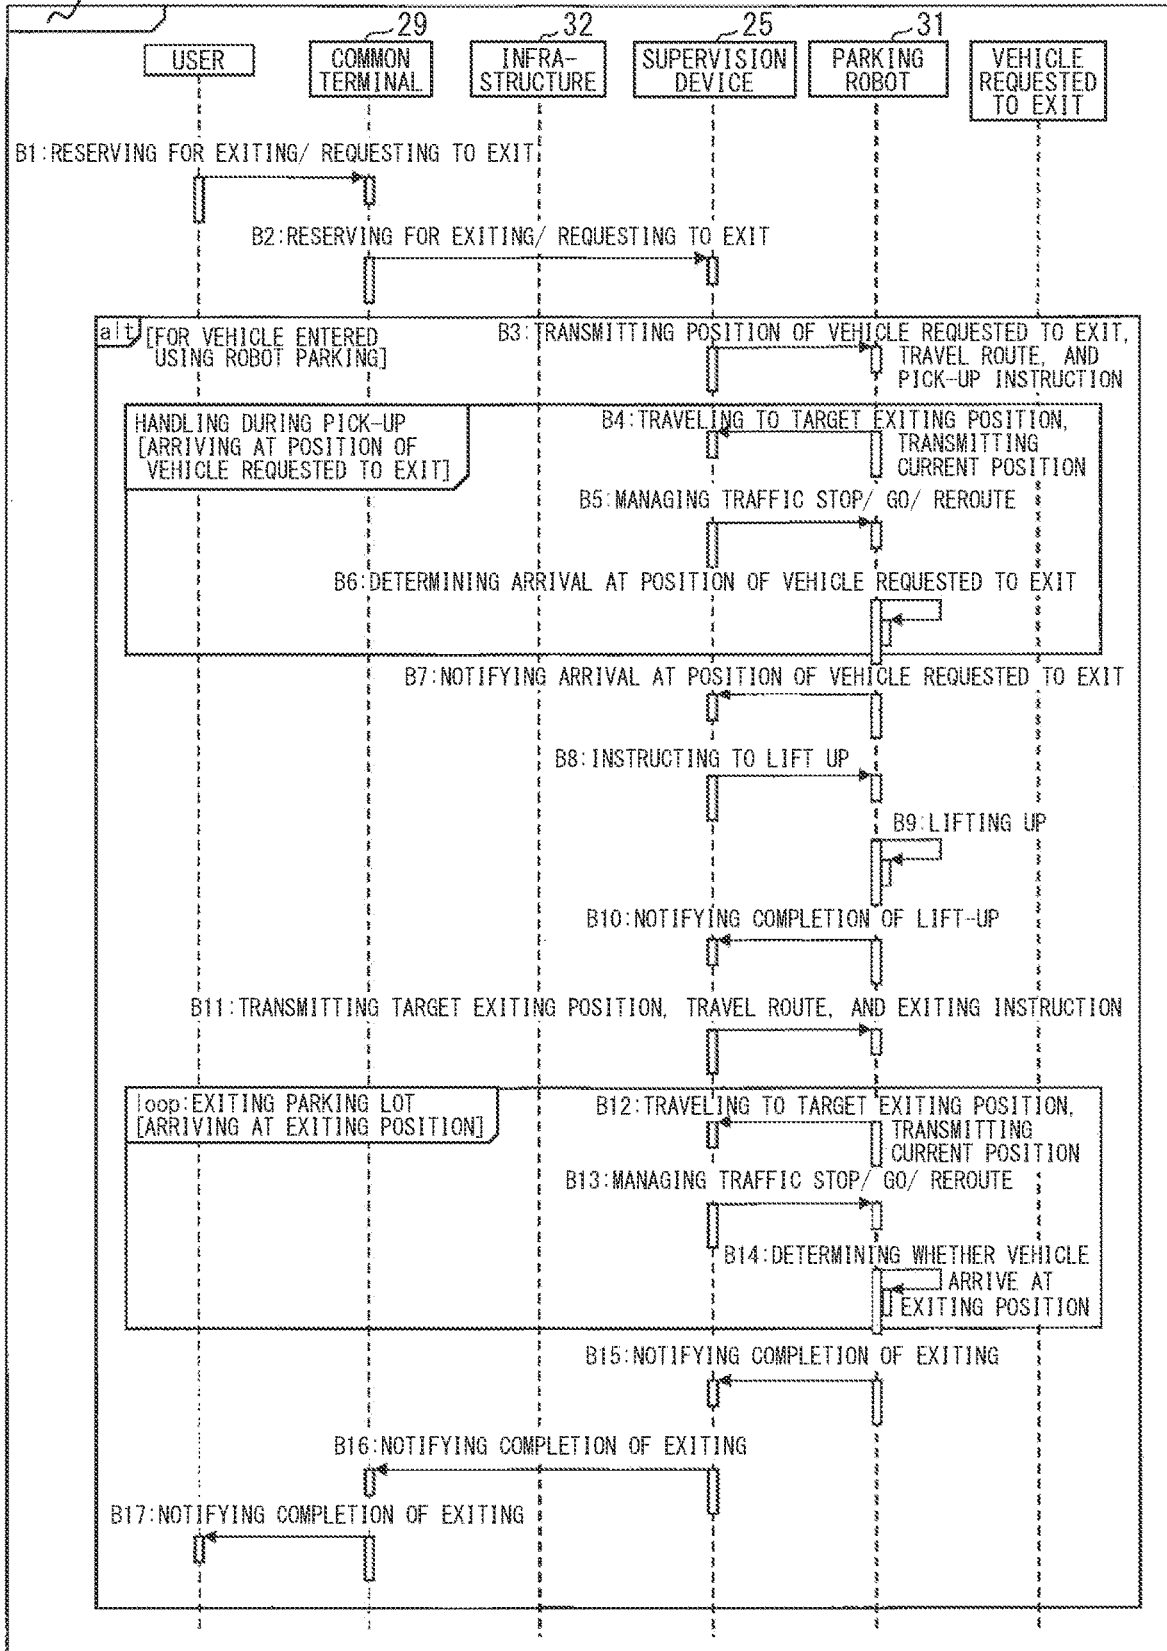 29
32
25
31
USER
COMMON
TERMINAL
INFRA-
STRUCTURE
SUPERVISION
DEVICE
PARKING
ROBOT
VEHICLE
REQUESTED
TO EXIT
B1:RESERVING FOR EXITING/ REQUESTING TO EXIT
B2:RESERVING FOR EXITING/ REQUESTING TO EXIT
alt
[FOR VEHICLE ENTERED
USING ROBOT PARKING]
B3:TRANSMITTING POSITION OF VEHICLE REQUESTED TO EXIT,
TRAVEL ROUTE, AND
PICK-UP INSTRUCTION
HANDLING DURING PICK-UP
[ARRIVING AT POSITION OF
VEHICLE REQUESTED TO EXIT]
B4:TRAVELING TO TARGET EXITING POSITION,
TRANSMITTING
CURRENT POSITION
B5:MANAGING TRAFFIC STOP/ GO/ REROUTE
B6:DETERMINING ARRIVAL AT POSITION OF VEHICLE REQUESTED TO EXIT
B7:NOTIFYING ARRIVAL AT POSITION OF VEHICLE REQUESTED TO EXIT
B8:INSTRUCTING TO LIFT UP
B9:LIFTING UP
B10:NOTIFYING COMPLETION OF LIFT-UP
B11:TRANSMITTING TARGET EXITING POSITION, TRAVEL ROUTE, AND EXITING INSTRUCTION
loop:EXITING PARKING LOT
[ARRIVING AT EXITING POSITION]
B12:TRAVELING TO TARGET EXITING POSITION,
TRANSMITTING
CURRENT POSITION
B13:MANAGING TRAFFIC STOP/ GO/ REROUTE
B14:DETERMINING WHETHER VEHICLE
ARRIVE AT
EXITING POSITION
B15:NOTIFYING COMPLETION OF EXITING
B16:NOTIFYING COMPLETION OF EXITING
B17:NOTIFYING COMPLETION OF EXITING